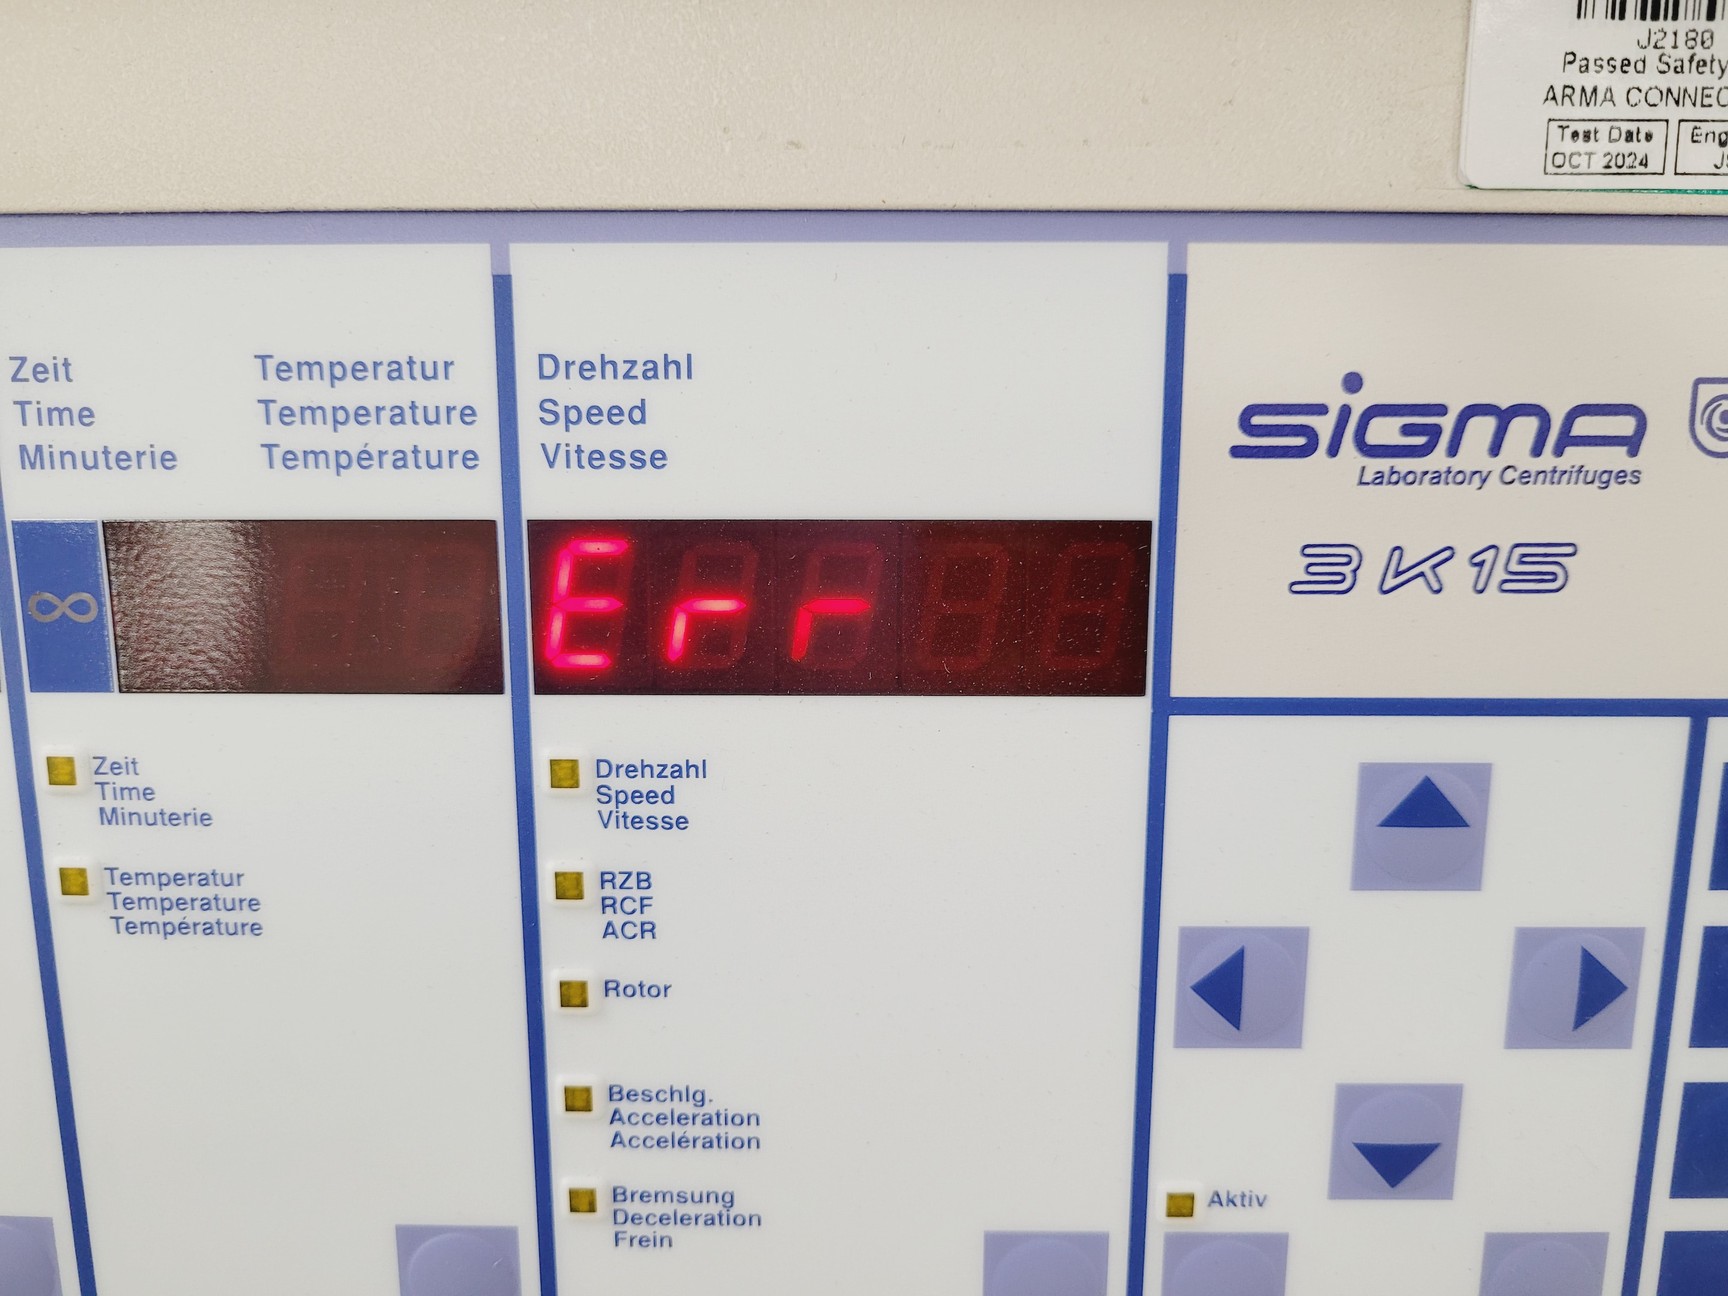 J2180
Passed Safety
ARMA CONNEC
Test Date
OCT 2024
Eng
Zeit
Time
Minuterie
Temperatur
Temperature
Température
Drehzahl
Speed
Vitesse
sigma
Laboratory Centrifuges
3K15
∞
Err
Zeit
Time
Minuterie
Temperatur
Temperature
Température
Drehzahl
Speed
Vitesse
RZB
RCF
ACR
Rotor
Beschlg.
Acceleration
Accelération
Bremsung
Deceleration
Frein
Aktiv